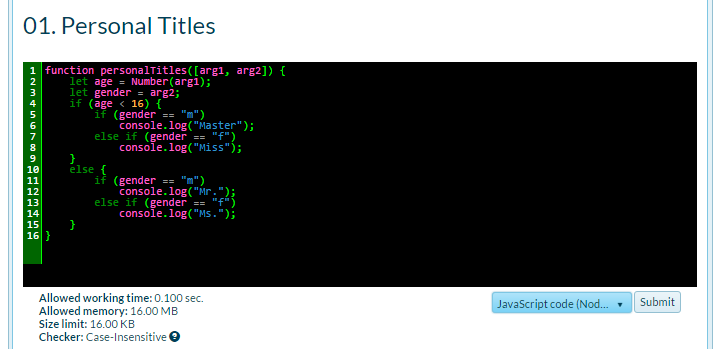 01. Personal Titles
1 function personalTitles([arg1, arg2]) {
2 let age = Number(arg1);
3 let gender = arg2;
4 if (age < 16) {
5 if (gender == "m")
6 console.log("Master");
7 else if (gender == "f")
8 console.log("Miss");
9 }
10 else {
11 if (gender == "m")
12 console.log("Mr.");
13 else if (gender == "f")
14 console.log("Ms.");
15 }
16 }
Allowed working time: 0.100 sec.
Allowed memory: 16.00 MB
Size limit: 16.00 KB
Checker: Case-Insensitive ?
JavaScript code (Nod... Submit